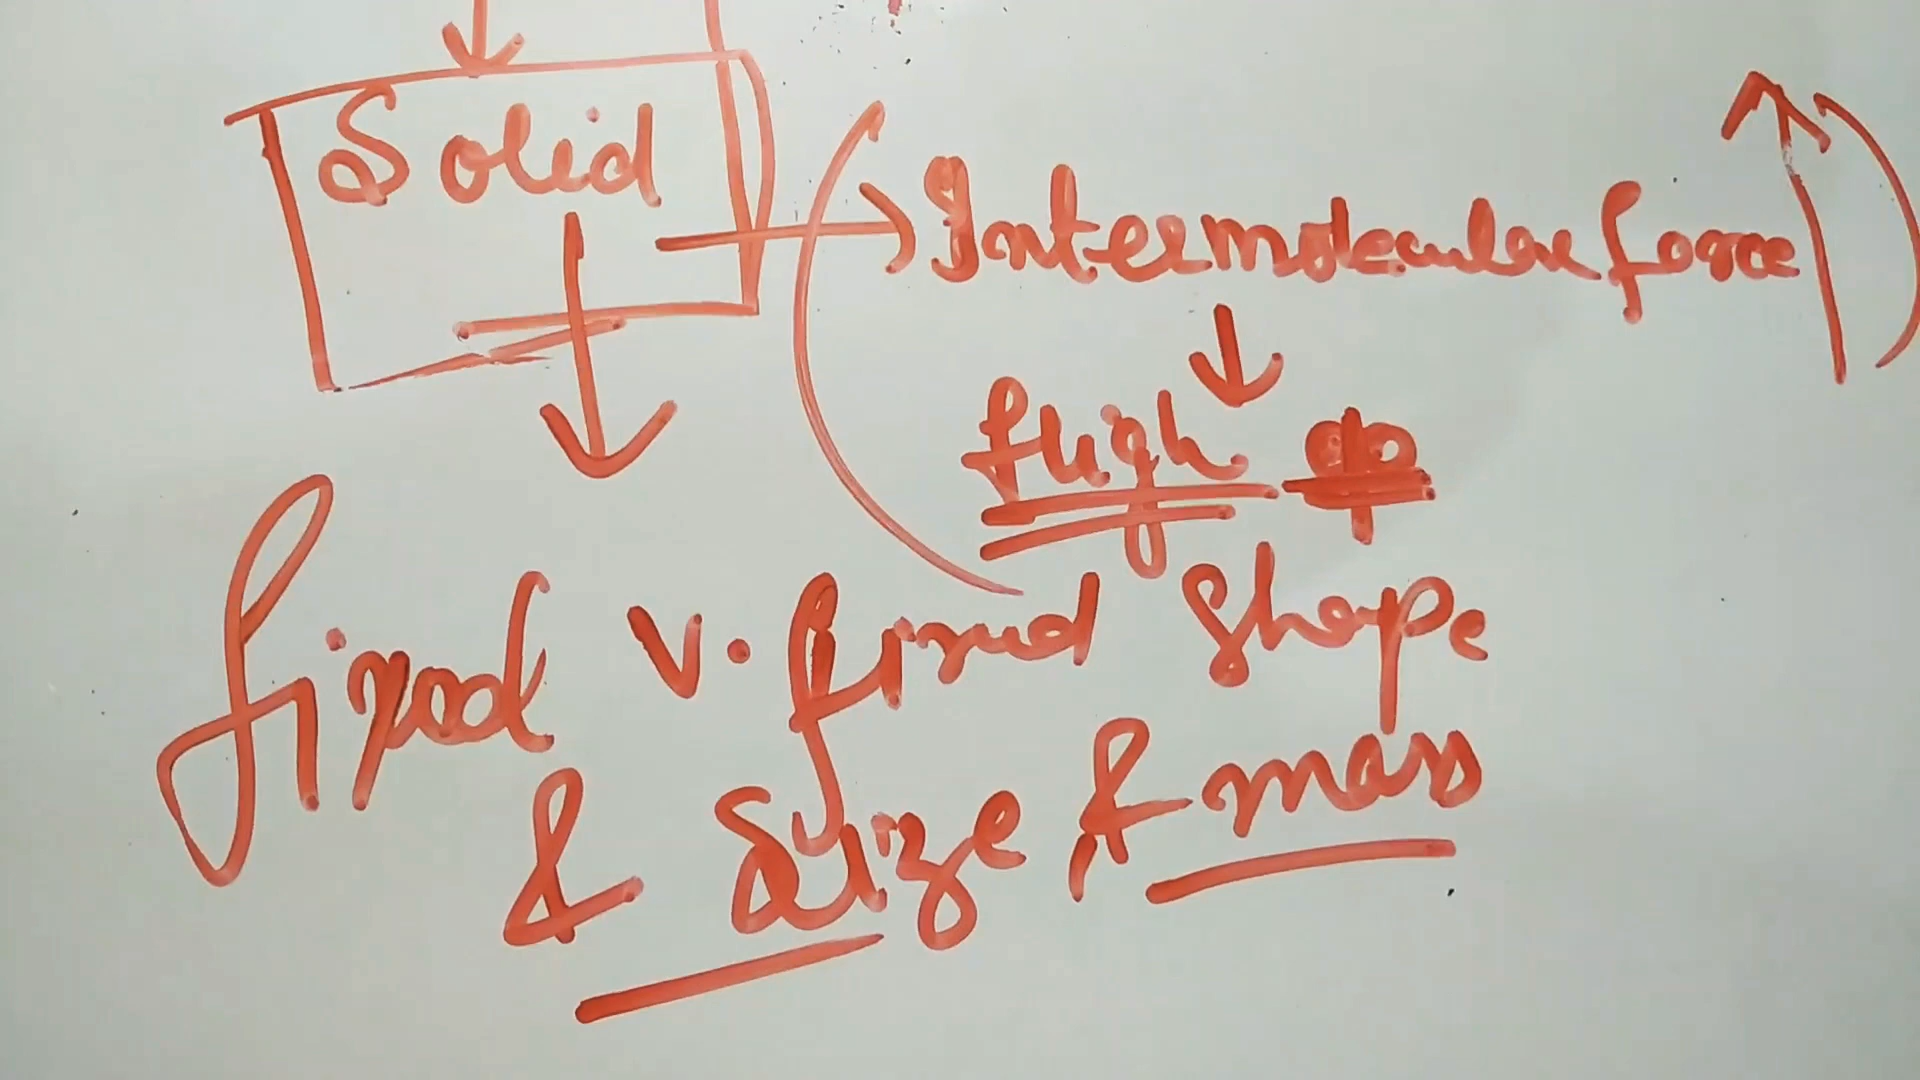 Solid
Intermolecular force
High
fixed V. fixed shape
& Size & mass